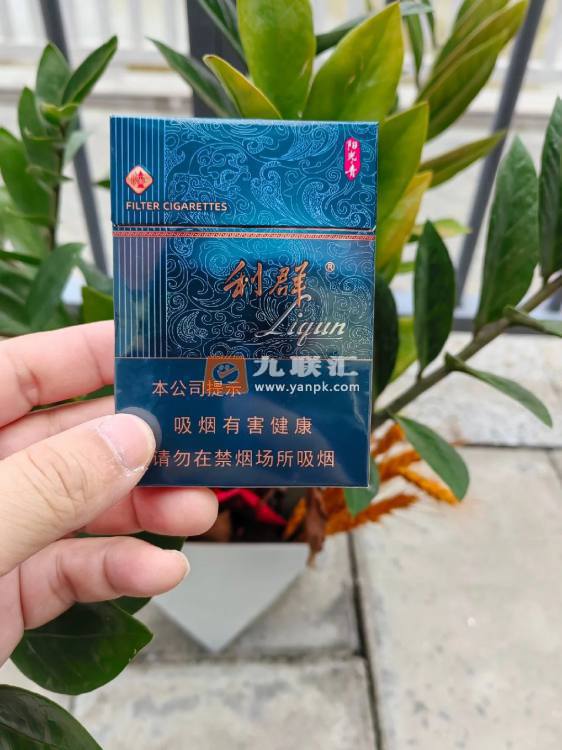 阳光青
FILTER CIGARETTES
利群®
Liqun
九联汇
www.yanpk.com
本公司提示
吸烟有害健康
请勿在禁烟场所吸烟